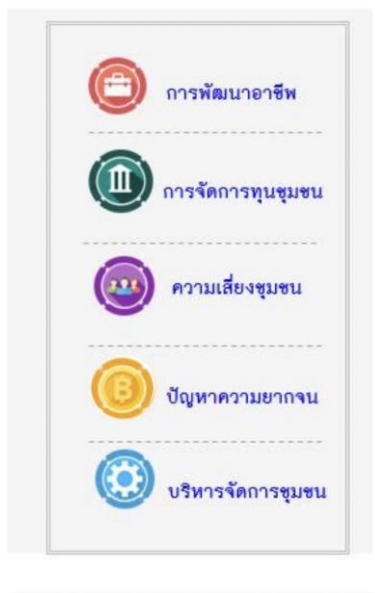 การพัฒนาอาชีพ
การจัดการทุนชุมชน
ความเสี่ยงชุมชน
ปัญหาความยากจน
บริหารจัดการชุมชน